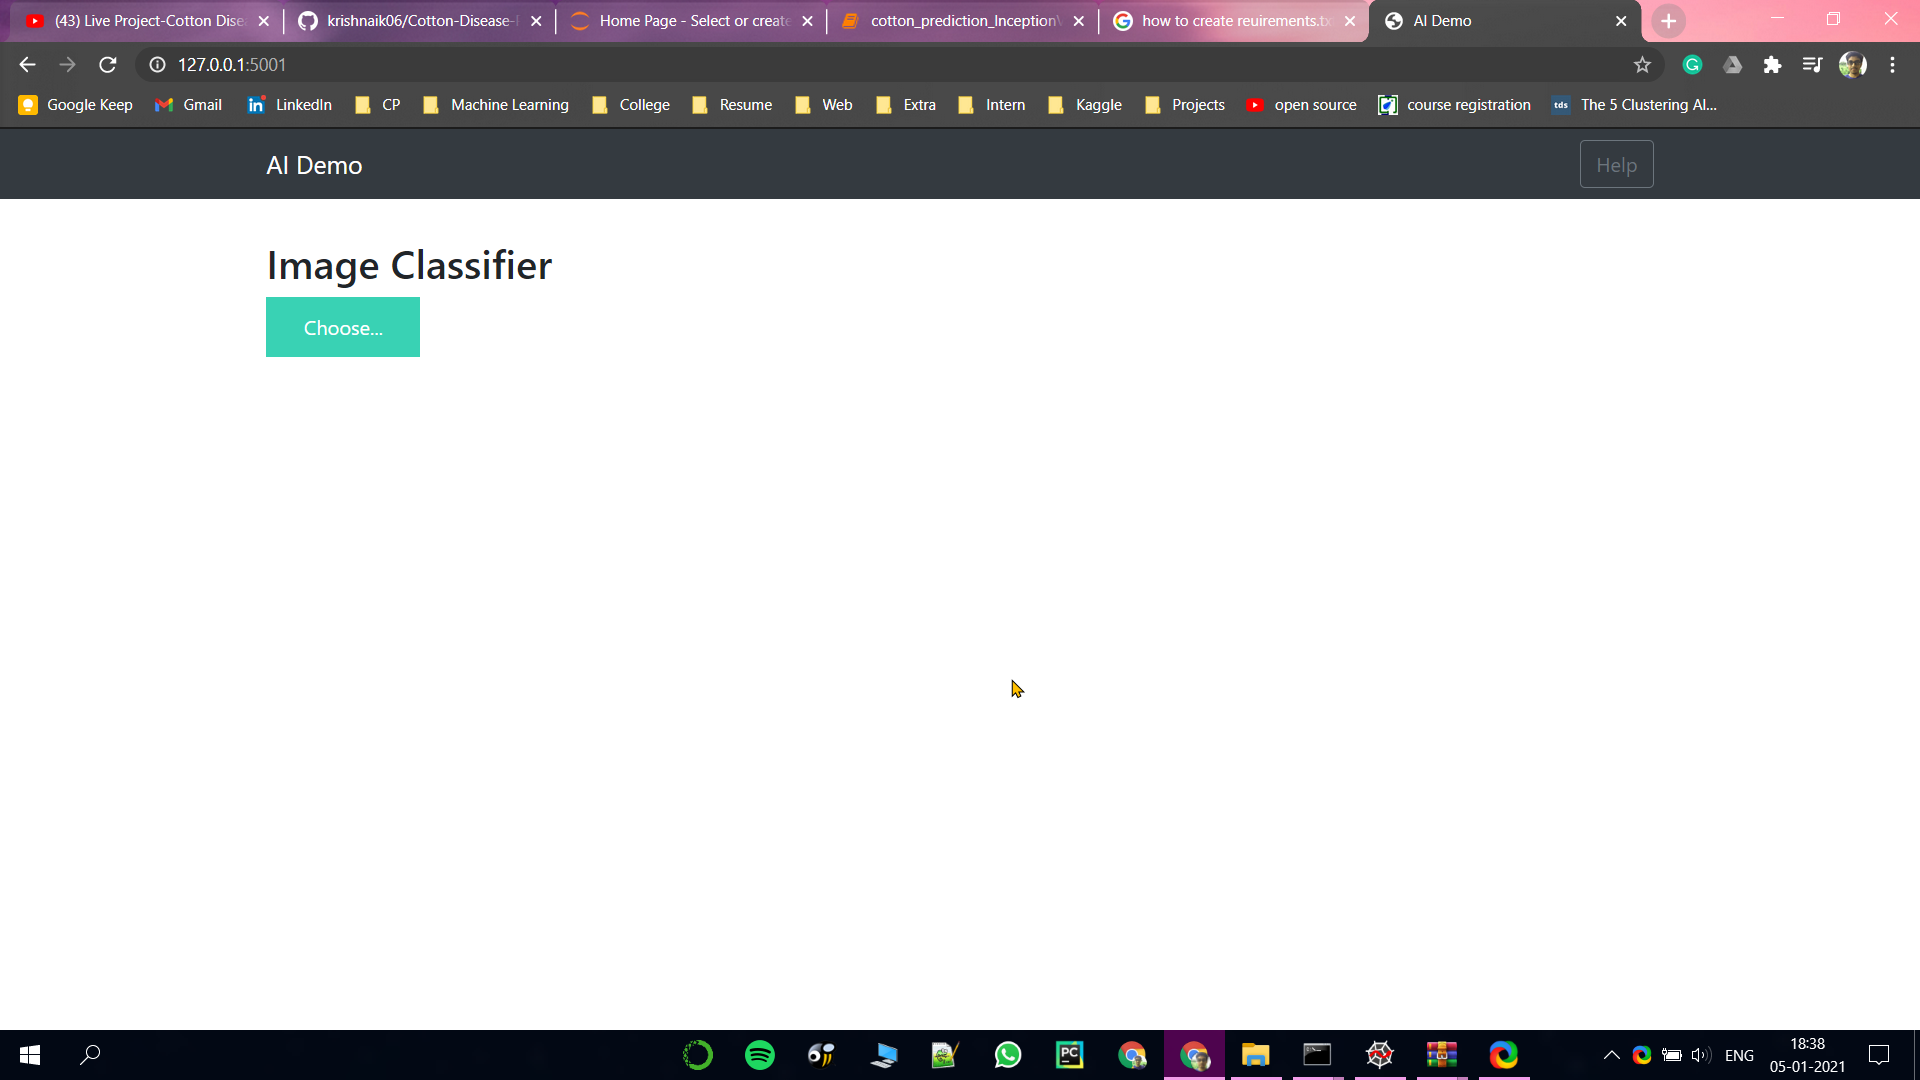 (43) Live Project-Cotton Dise
krishnaik06/Cotton-Disease-
Home Page - Select or create
cotton_prediction_Inception
how to create reuirements.tx
AI Demo
127.0.0.1:5001
Google Keep
Gmail
LinkedIn
CP
Machine Learning
College
Resume
Web
Extra
Intern
Kaggle
Projects
open source
course registration
tds
The 5 Clustering Al...
AI Demo
Help
Image Classifier
Choose...
PC
ENG
18:38
05-01-2021